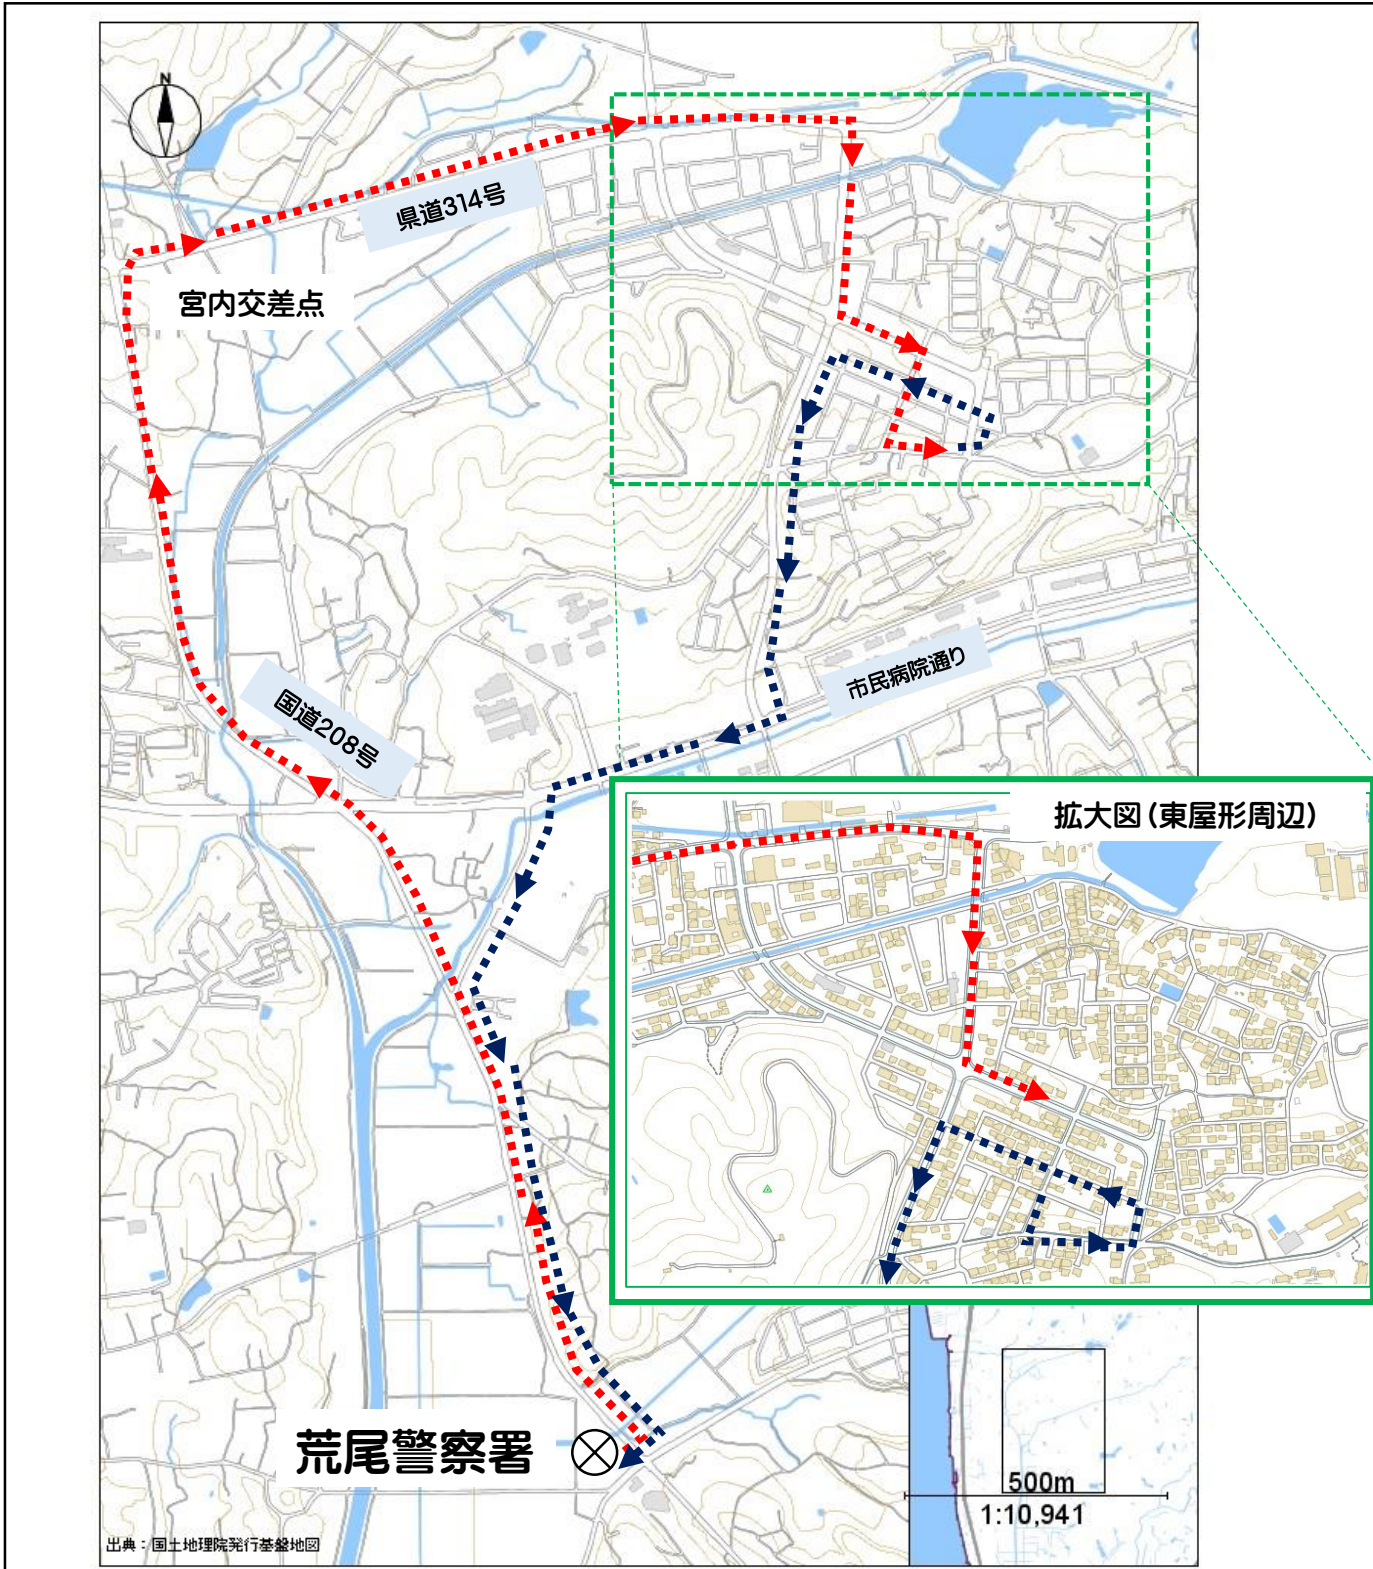 N
県道314号
宮内交差点
市民病院通り
国道208号
拡大図(東屋形周辺)
荒尾警察署
500m
1:10,941
出典：国土地理院発行基盤地図